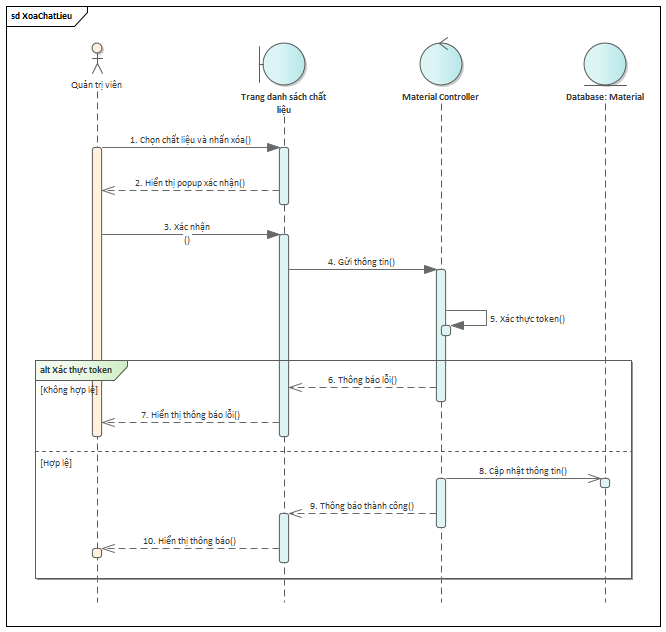 sd XoaChatLieu
Quản trị viên
Trang danh sách chất
liệu
Material Controller
Database: Material
1. Chọn chất liệu và nhấn xóa()
2. Hiển thị popup xác nhận()
3. Xác nhận
()
4. Gửi thông tin()
5. Xác thực token()
alt Xác thực token
[Không hợp lệ]
6. Thông báo lỗi()
7. Hiển thị thông báo lỗi()
[Hợp lệ]
8. Cập nhật thông tin()
9. Thông báo thành công()
10. Hiển thị thông báo()